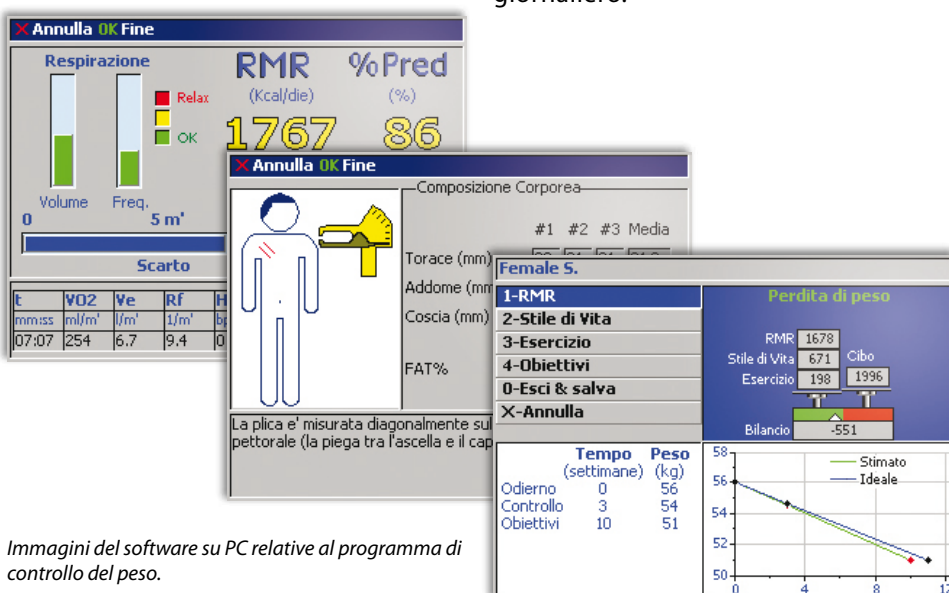 giornaliero.
X Annulla OK Fine
Respirazione
RMR %Pred
(Kcal/die) (%)
Relax
OK
1767 86
Volume Freq.
0 5 m'
Scarto
t VO2 Ve Rf
mm:ss ml/m' l/m' 1/m'
07:07 254 6.7 9.4
X Annulla OK Fine
Composizione Corporea
#1 #2 #3 Media
Torace (mm)
Addome (mm
Coscia (mm)
FAT%
La plica e' misurata diagonalmente sul
pettorale (la piega tra l'ascella e il cap
Female S.
1-RMR
2-Stile di Vita
3-Esercizio
4-Obiettivi
0-Esci & salva
X-Annulla
Perdita di peso
RMR 1678
Stile di Vita 671 Cibo
Esercizio 198 1996
Bilancio -551
Tempo Peso
(settimane) (kg)
Odierno 0 56
Controllo 3 54
Obiettivi 10 51
Stimato
Ideale
58
56
54
52
50
0 4 8 12
Immagini del software su PC relative al programma di
controllo del peso.